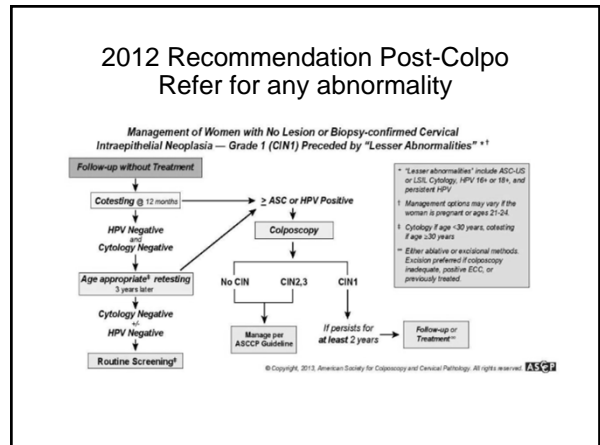 2012 Recommendation Post-Colpo
Refer for any abnormality
Management of Women with No Lesion or Biopsy-confirmed Cervical
Intraepithelial Neoplasia — Grade 1 (CIN1) Preceded by "Lesser Abnormalities" *†
Follow-up without Treatment
Cotesting @ 12 months
≥ ASC or HPV Positive
HPV Negative
and
Cytology Negative
Colposcopy
Age appropriate§ retesting
3 years later
No CIN
CIN2,3
CIN1
Cytology Negative
+/-
HPV Negative
Manage per
ASCCP Guideline
If persists for
at least 2 years
Follow-up or
Treatment**
Routine Screening§
* "Lesser abnormalities" include ASC-US
or LSIL Cytology, HPV 16+ or 18+, and
persistent HPV
† Management options may vary if the
woman is pregnant or ages 21-24.
§ Cytology if age <30 years, cotesting
if age ≥30 years
** Either ablative or excisional methods.
Excision preferred if colposcopy
inadequate, positive ECC, or
previously treated.
© Copyright, 2013, American Society for Colposcopy and Cervical Pathology. All rights reserved. ASCCP